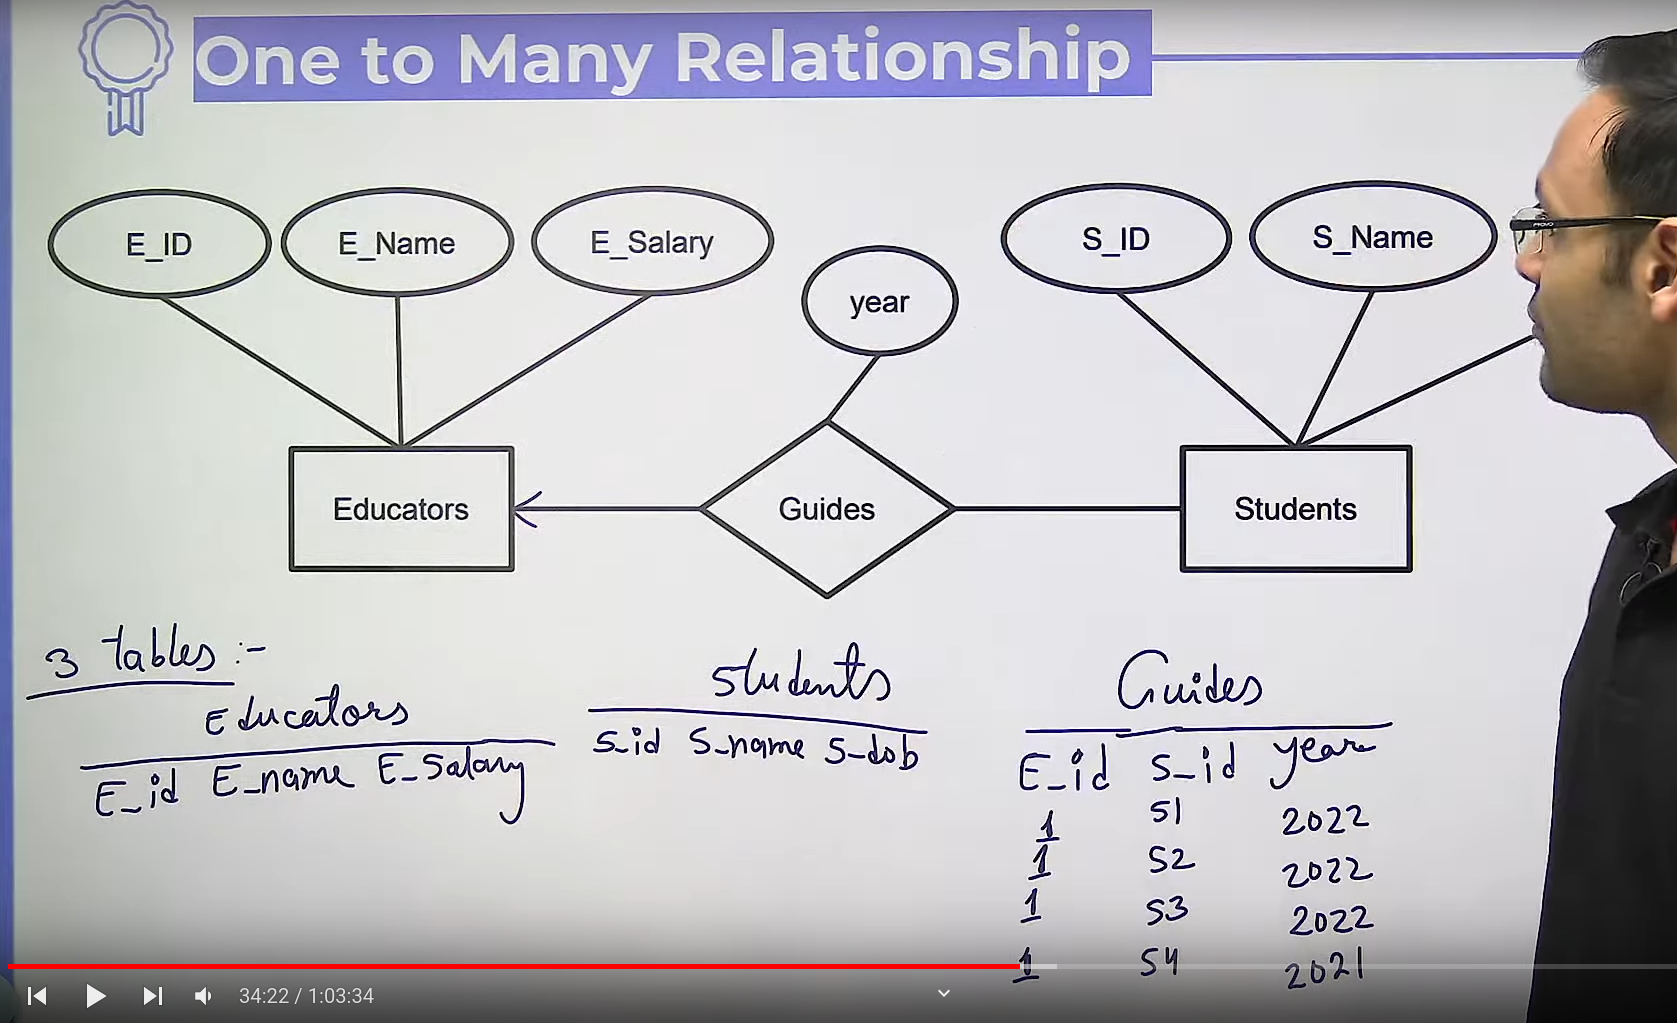 One to Many Relationship
E_ID E_Name E_Salary year S_ID S_Name
Educators Guides Students
3 tables :-
Educators
E_id E_name E_Salary
Students
S_id S_name S_dob
Guides
E_id S_id year
1 S1 2022
1 S2 2022
1 S3 2022
1 S4 2021
34:22 / 1:03:34